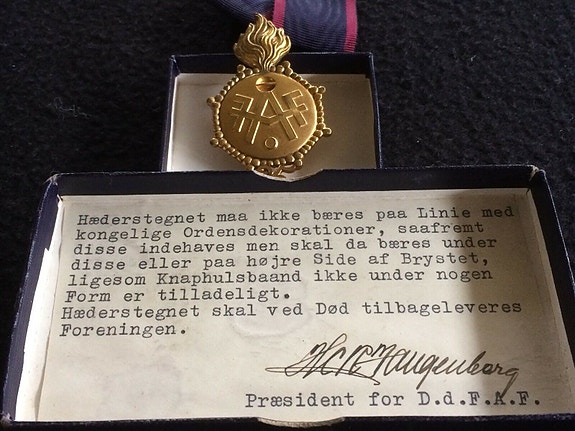 Hæderstegnet maa ikke bæres paa Linie med
kongelige Ordensdekorationer, saafremt
disse indehaves men skal da bæres under
disse eller paa højre Side af Brystet,
ligesom Knaphulsbaand ikke under nogen
Form er tilladeligt.
Hæderstegnet skal ved Død tilbageleveres
Foreningen.
Præsident for D.d.F.A.F.